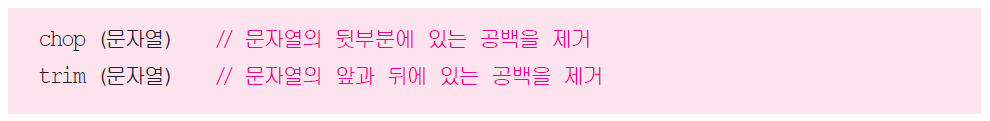 chop (문자열) // 문자열의 뒷부분에 있는 공백을 제거
trim (문자열) // 문자열의 앞과 뒤에 있는 공백을 제거